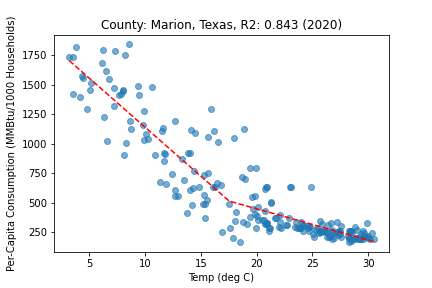 County: Marion, Texas, R2: 0.843 (2020)
Per-Capita Consumption (MMBtu/1000 Households)
1750
1500
1250
1000
750
500
250
5 10 15 20 25 30
Temp (deg C)